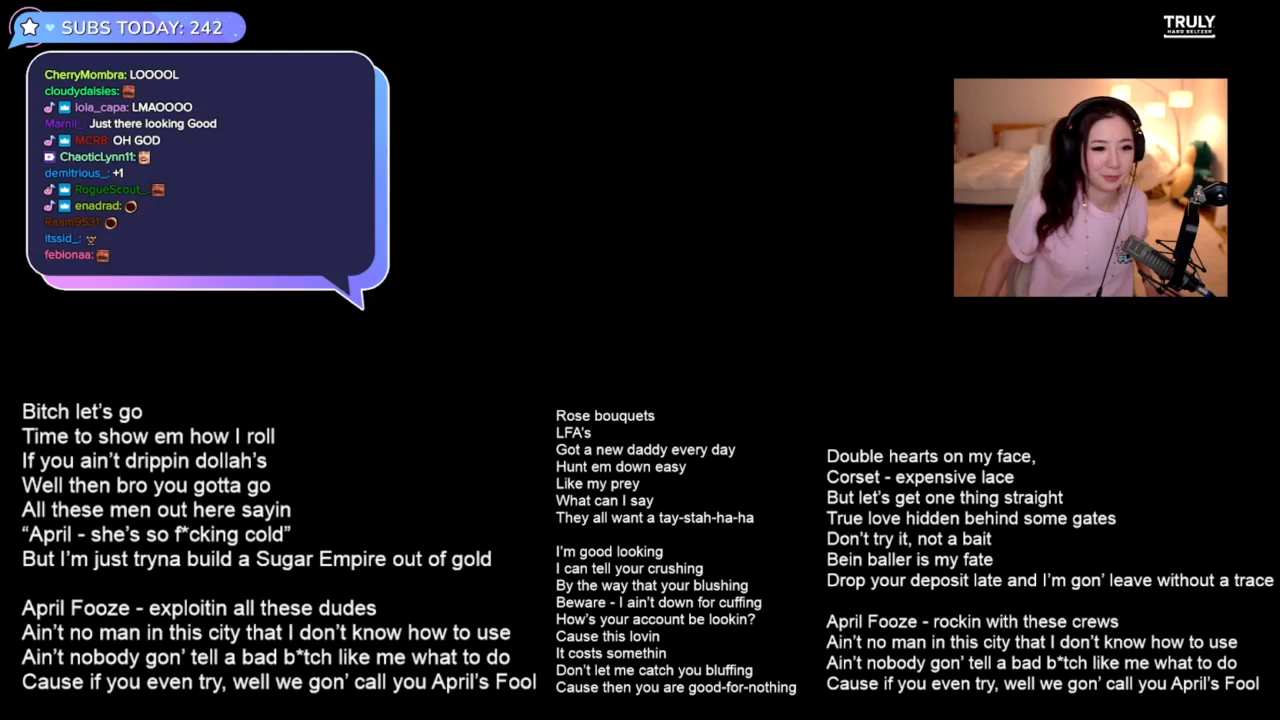 SUBS TODAY: 242
TRULY
HARD SELTZER
CherryMombra: LOOOOL
cloudydaisies:
lola_capa: LMAOOOO
Marnii_: Just there looking Good
MCR8: OH GOD
ChaoticLynn11:
demitrious_: +1
RogueScout_:
enadrad:
Raam9531:
itssid_:
febionaa:
Bitch let's go
Time to show em how I roll
If you ain't drippin dollah's
Well then bro you gotta go
All these men out here sayin
“April - she's so f*cking cold”
But I'm just tryna build a Sugar Empire out of gold
April Fooze - exploitin all these dudes
Ain't no man in this city that I don't know how to use
Ain't nobody gon' tell a bad b*tch like me what to do
Cause if you even try, well we gon' call you April's Fool
Rose bouquets
LFA's
Got a new daddy every day
Hunt em down easy
Like my prey
What can I say
They all want a tay-stah-ha-ha
I'm good looking
I can tell your crushing
By the way that your blushing
Beware - I ain't down for cuffing
How's your account be lookin?
Cause this lovin
It costs somethin
Don't let me catch you bluffing
Cause then you are good-for-nothing
Double hearts on my face,
Corset - expensive lace
But let's get one thing straight
True love hidden behind some gates
Don't try it, not a bait
Bein baller is my fate
Drop your deposit late and I'm gon' leave without a trace
April Fooze - rockin with these crews
Ain't no man in this city that I don't know how to use
Ain't nobody gon' tell a bad b*tch like me what to do
Cause if you even try, well we gon' call you April's Fool